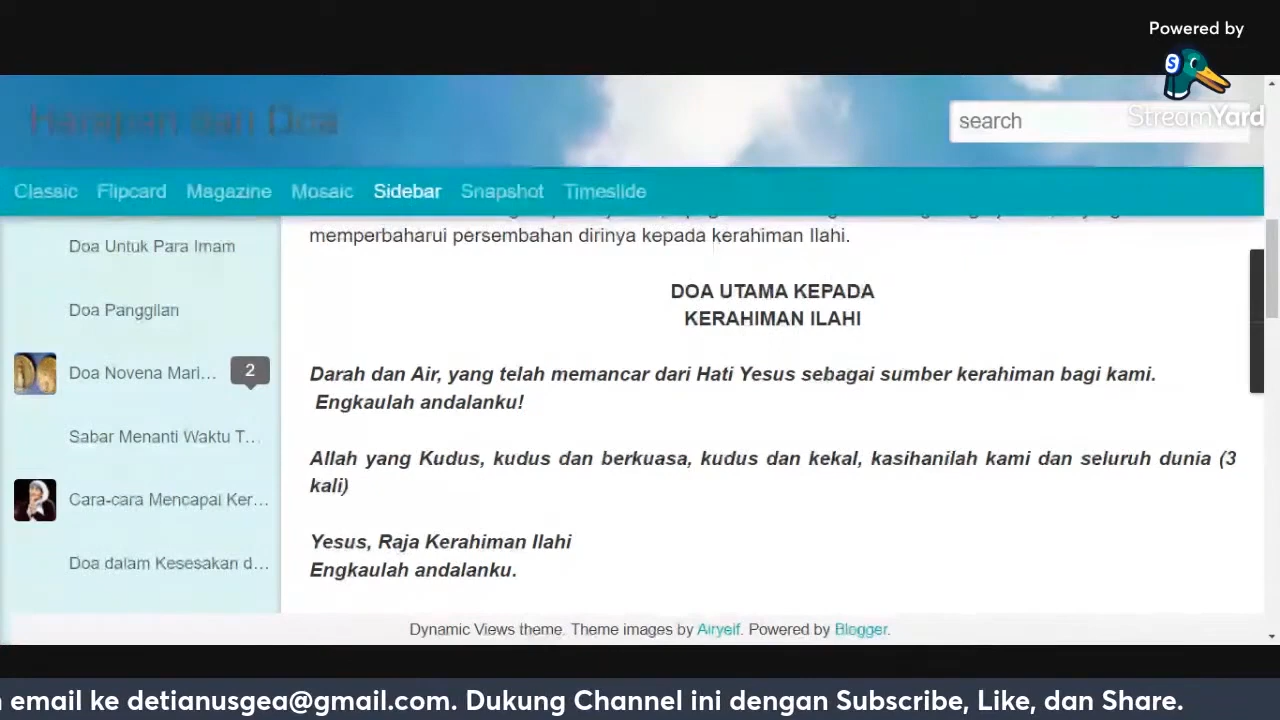 Powered by
StreamYard
Harapan dan Doa
search
Classic Flipcard Magazine Mosaic Sidebar Snapshot Timeslide
Doa Untuk Para Imam
Doa Panggilan
Doa Novena Mari... 2
Sabar Menanti Waktu T...
Cara-cara Mencapai Ker...
Doa dalam Kesesakan d...
memperbaharui persembahan dirinya kepada kerahiman Ilahi.
DOA UTAMA KEPADA
KERAHIMAN ILAHI
Darah dan Air, yang telah memancar dari Hati Yesus sebagai sumber kerahiman bagi kami.
Engkaulah andalanku!
Allah yang Kudus, kudus dan berkuasa, kudus dan kekal, kasihanilah kami dan seluruh dunia (3
kali)
Yesus, Raja Kerahiman Ilahi
Engkaulah andalanku.
Dynamic Views theme. Theme images by Airyelf. Powered by Blogger.
email ke detianusgea@gmail.com. Dukung Channel ini dengan Subscribe, Like, dan Share.